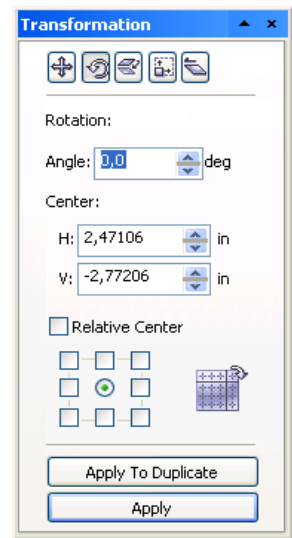 Transformation
Rotation:
Angle: 0,0 deg
Center:
H: 2,47106 in
V: -2,77206 in
Relative Center
Apply To Duplicate
Apply